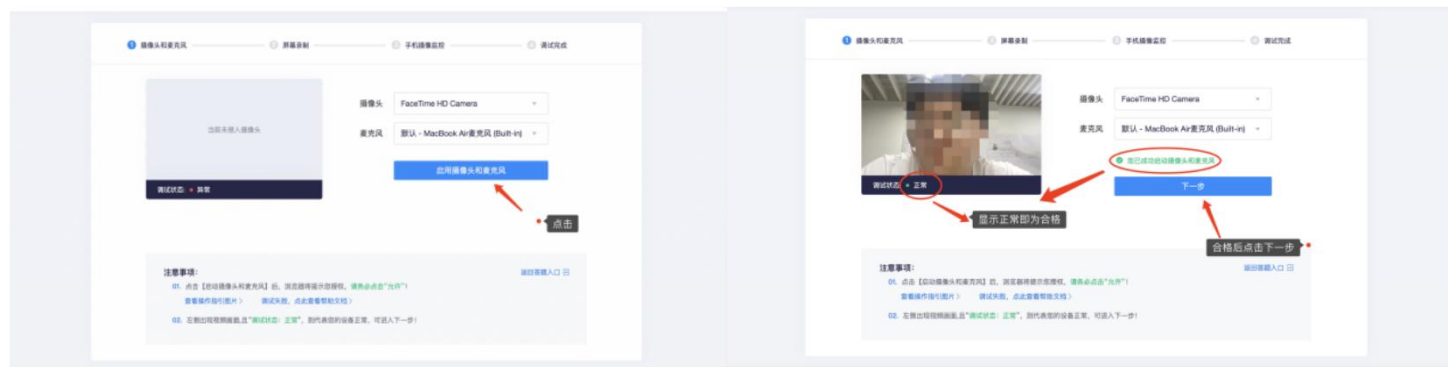 1 摄像头和麦克风 2 屏幕录制 3 手机摄像监控 4 调试完成
当前未接入摄像头
摄像头 FaceTime HD Camera
麦克风 默认 - MacBook Air麦克风 (Built-in)
启用摄像头和麦克风
调试状态: 异常
点击
注意事项:
返回答题入口
01. 点击【启动摄像头和麦克风】后, 浏览器将提示您授权, 请务必点击"允许"!
查看操作指引图片 > 调试失败, 点此查看帮助文档 >
02. 左侧出现视频画面,且"调试状态: 正常", 则代表您的设备正常, 可进入下一步!
1 摄像头和麦克风 2 屏幕录制 3 手机摄像监控 4 调试完成
摄像头 FaceTime HD Camera
麦克风 默认 - MacBook Air麦克风 (Built-in)
您已成功启动摄像头和麦克风
调试状态: 正常
下一步
显示正常即为合格
合格后点击下一步
注意事项:
返回答题入口
01. 点击【启动摄像头和麦克风】后, 浏览器将提示您授权, 请务必点击"允许"!
查看操作指引图片 > 调试失败, 点此查看帮助文档 >
02. 左侧出现视频画面,且"调试状态: 正常", 则代表您的设备正常, 可进入下一步!